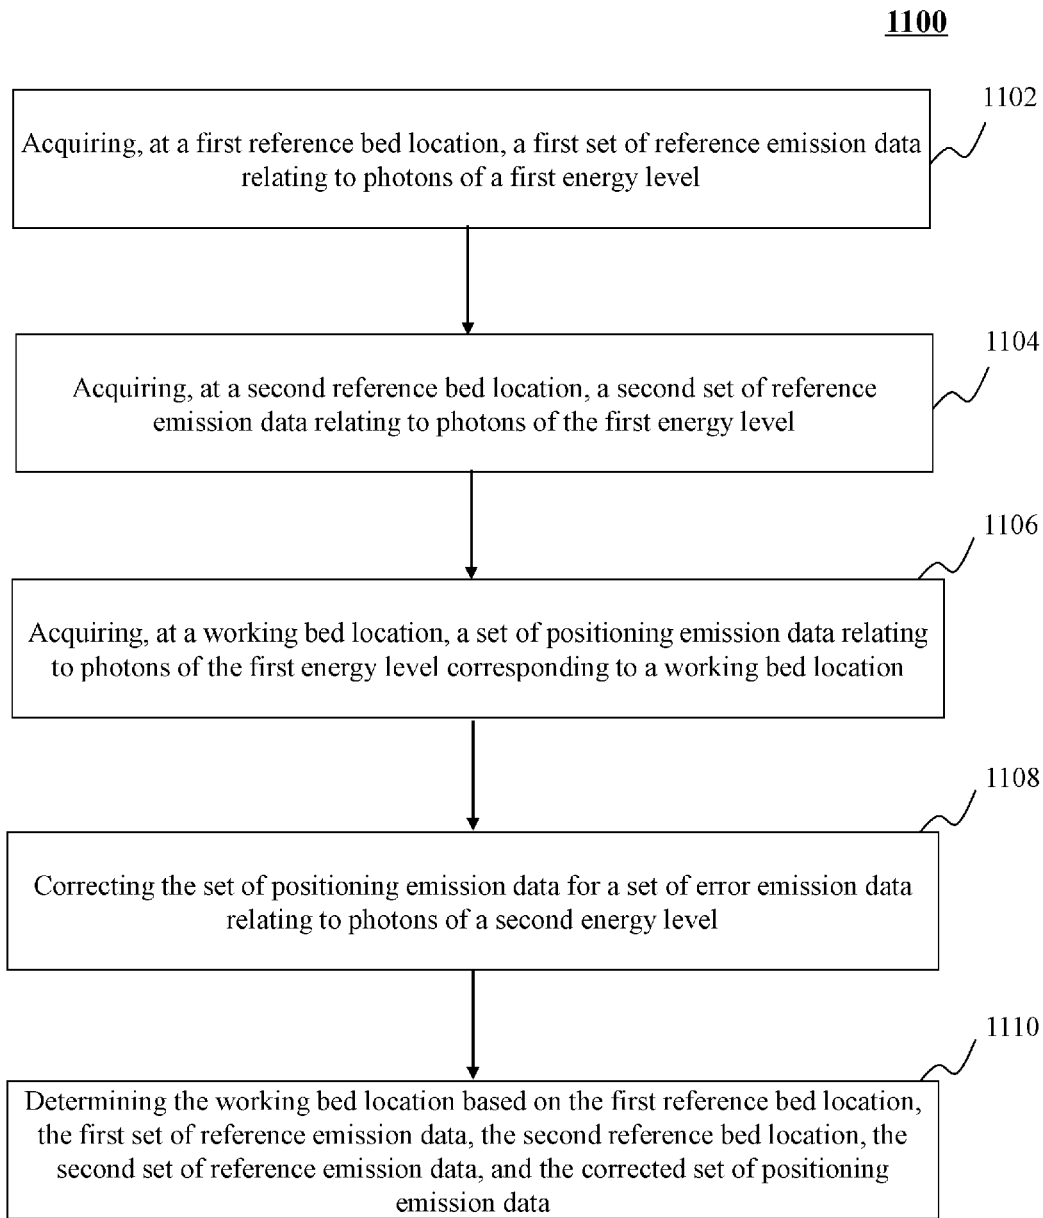 1100
1102
Acquiring, at a first reference bed location, a first set of reference emission data
relating to photons of a first energy level
1104
Acquiring, at a second reference bed location, a second set of reference
emission data relating to photons of the first energy level
1106
Acquiring, at a working bed location, a set of positioning emission data relating
to photons of the first energy level corresponding to a working bed location
1108
Correcting the set of positioning emission data for a set of error emission data
relating to photons of a second energy level
1110
Determining the working bed location based on the first reference bed location,
the first set of reference emission data, the second reference bed location, the
second set of reference emission data, and the corrected set of positioning
emission data